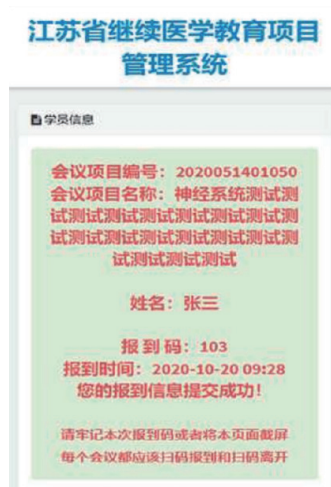 江苏省继续医学教育项目
管理系统
学员信息
会议项目编号：2020051401050
会议项目名称：神经系统测试测
试测试测试测试测试测试测试测
试测试测试测试测试测试测试测
试测试测试测试
姓名：张三
报到码：103
报到时间：2020-10-20 09:28
您的报到信息提交成功！
请牢记本次报到码或者将本页面截屏
每个会议都应该扫码报到和扫码离开